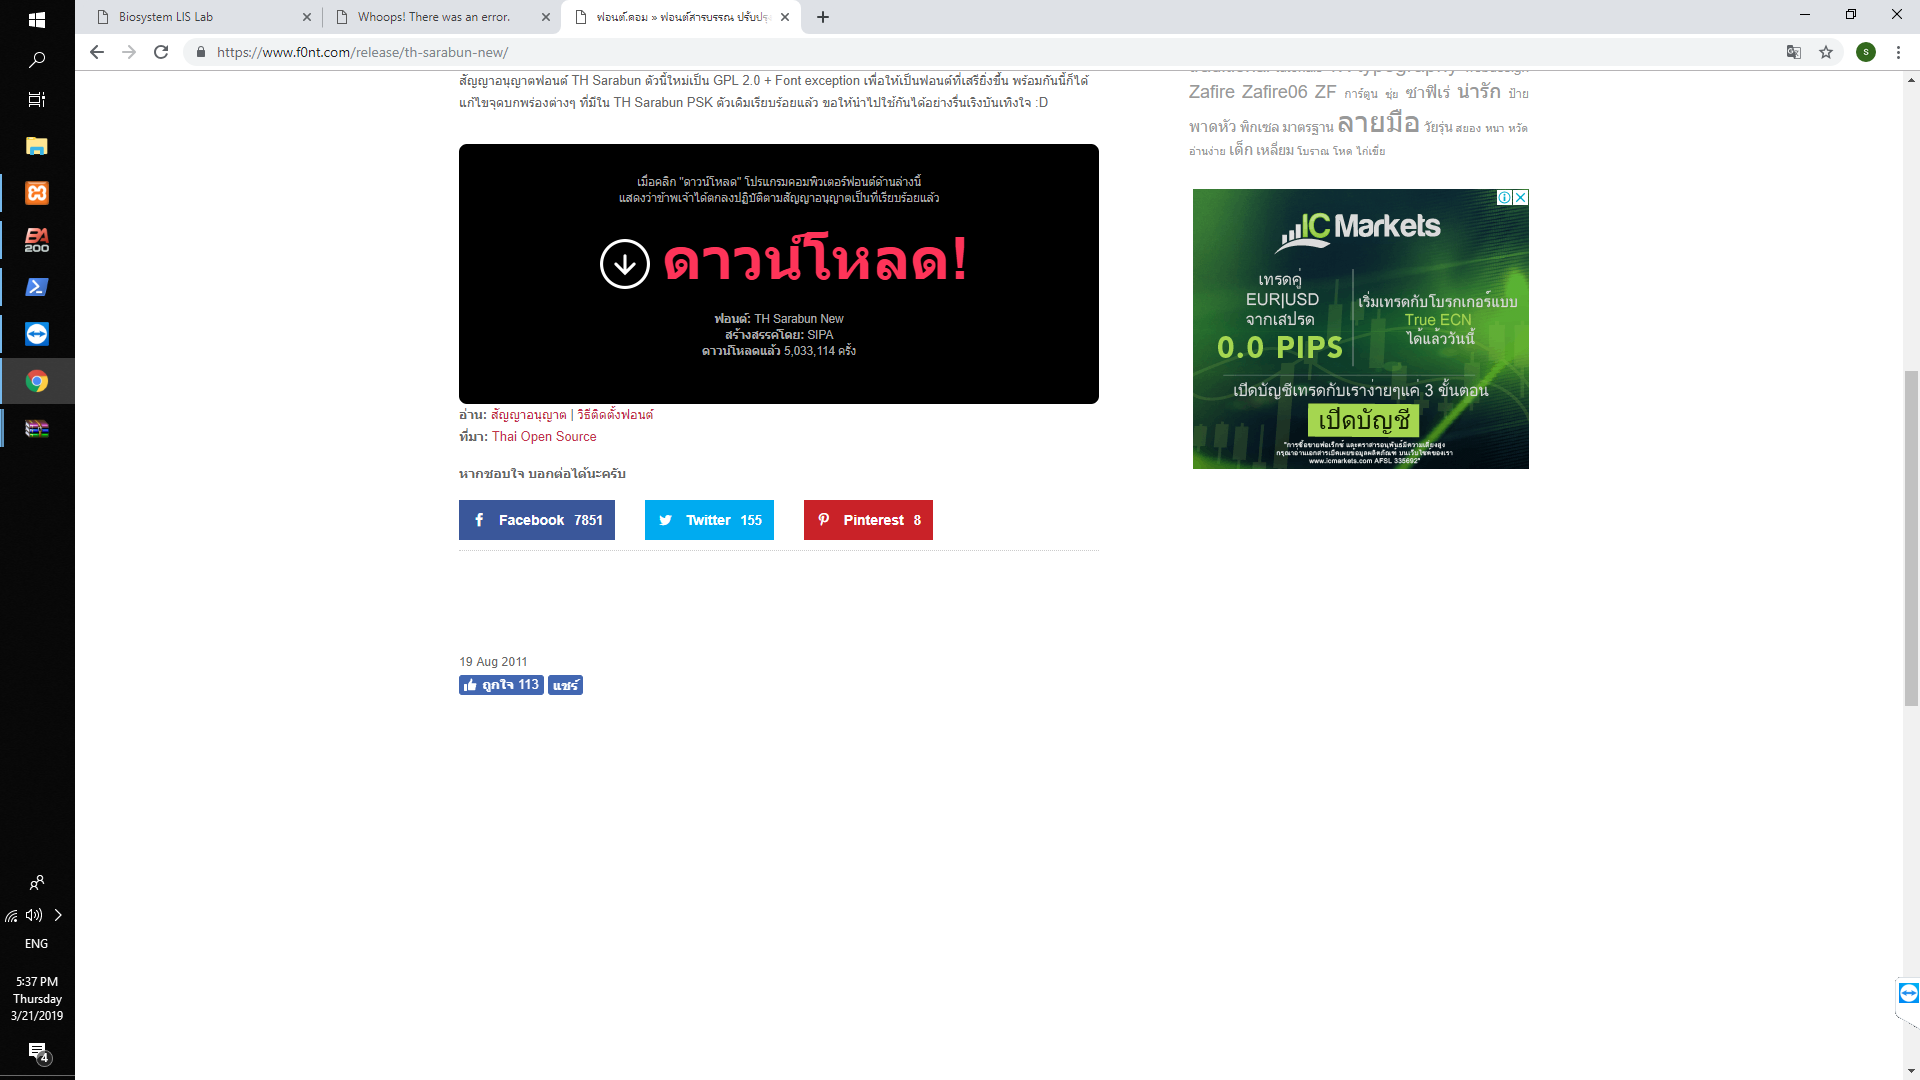 Biosystem LIS Lab
Whoops! There was an error.
ฟอนต์.คอม » ฟอนต์สารบรรณ ปรับปรุง
https://www.f0nt.com/release/th-sarabun-new/
s
สัญญาอนุญาตฟอนต์ TH Sarabun ตัวนี้ใหม่เป็น GPL 2.0 + Font exception เพื่อให้เป็นฟอนต์ที่เสรียิ่งขึ้น พร้อมกันนี้ก็ได้
แก้ไขจุดบกพร่องต่างๆ ที่มีใน TH Sarabun PSK ตัวเดิมเรียบร้อยแล้ว ขอให้นำไปใช้กันได้อย่างรื่นเริงบันเทิงใจ :D
เมื่อคลิก "ดาวน์โหลด" โปรแกรมคอมพิวเตอร์ฟอนต์ด้านล่างนี้
แสดงว่าข้าพเจ้าได้ตกลงปฏิบัติตามสัญญาอนุญาตเป็นที่เรียบร้อยแล้ว
ดาวน์โหลด!
ฟอนต์: TH Sarabun New
สร้างสรรค์โดย: SIPA
ดาวน์โหลดแล้ว 5,033,114 ครั้ง
อ่าน: สัญญาอนุญาต | วิธีติดตั้งฟอนต์
ที่มา: Thai Open Source
หากชอบใจ บอกต่อได้นะครับ
Facebook 7851
Twitter 155
Pinterest 8
19 Aug 2011
ถูกใจ 113
แชร์
typography
Zafire Zafire06 ZF การ์ตูน ชุ่ย ซ่าฟิเร่ น่ารัก ป้าย
พาดหัว พิกเซล มาตรฐาน ลายมือ วัยรุ่น สยอง หนา หวัด
อ่านง่าย เด็ก เหลี่ยม โบราณ โหด ไก่เขี่ย
IC Markets
เทรดคู่
EUR|USD
จากเสปรด
0.0 PIPS
เริ่มเทรดกับโบรกเกอร์แบบ
True ECN
ได้แล้ววันนี้
เปิดบัญชีเทรดกับเราง่ายๆแค่ 3 ขั้นตอน
เปิดบัญชี
www.icmarkets.com AFSL 335692"
BA
200
ENG
5:37 PM
Thursday
3/21/2019
4